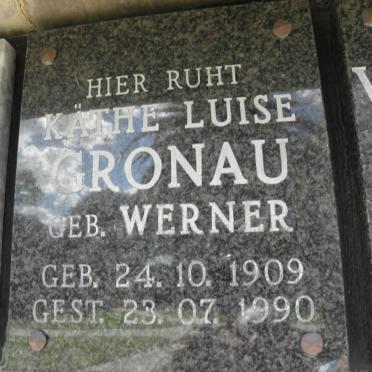 HIER RUHT
KÄTHE LUISE
GRONAU
GEB. WERNER
GEB. 24. 10. 1909
GEST. 23. 07. 1990